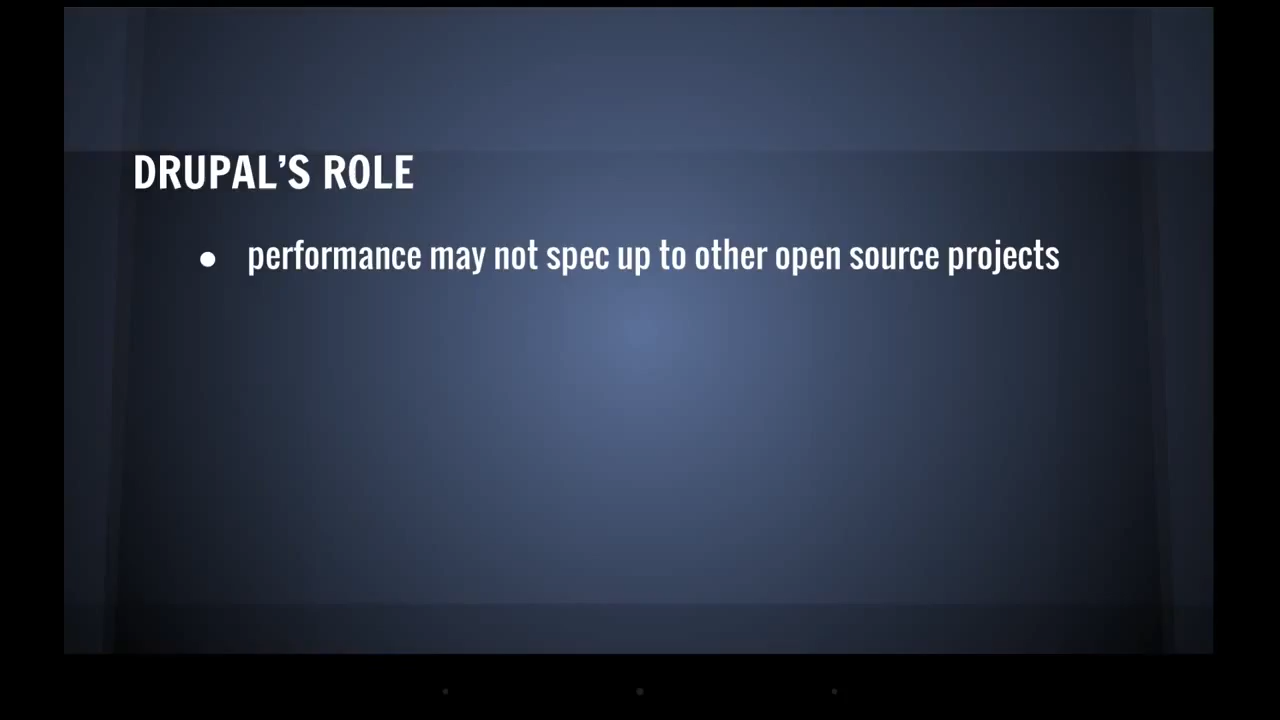 DRUPAL'S ROLE
● performance may not spec up to other open source projects